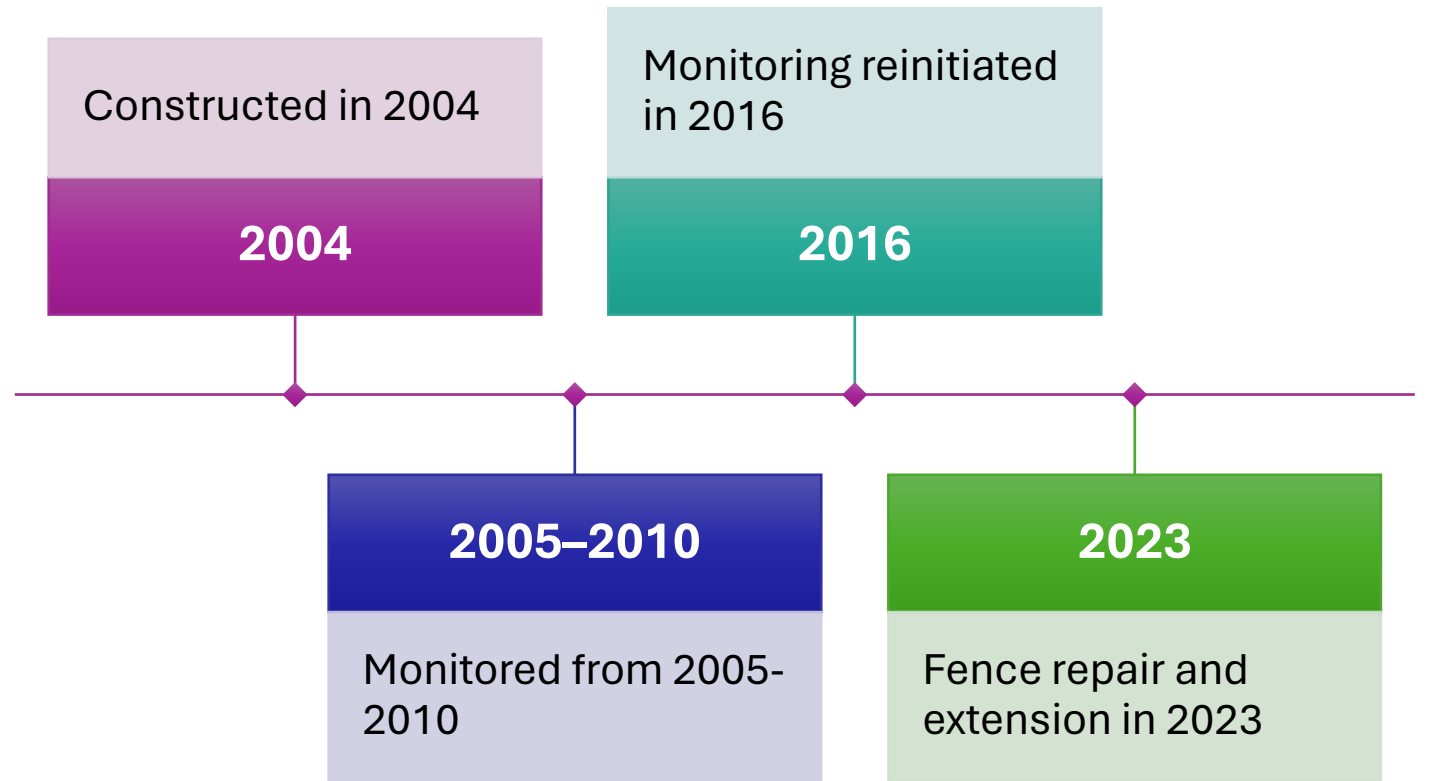 Constructed in 2004
2004
2005–2010
Monitored from 2005-
2010
Monitoring reinitiated
in 2016
2016
2023
Fence repair and
extension in 2023